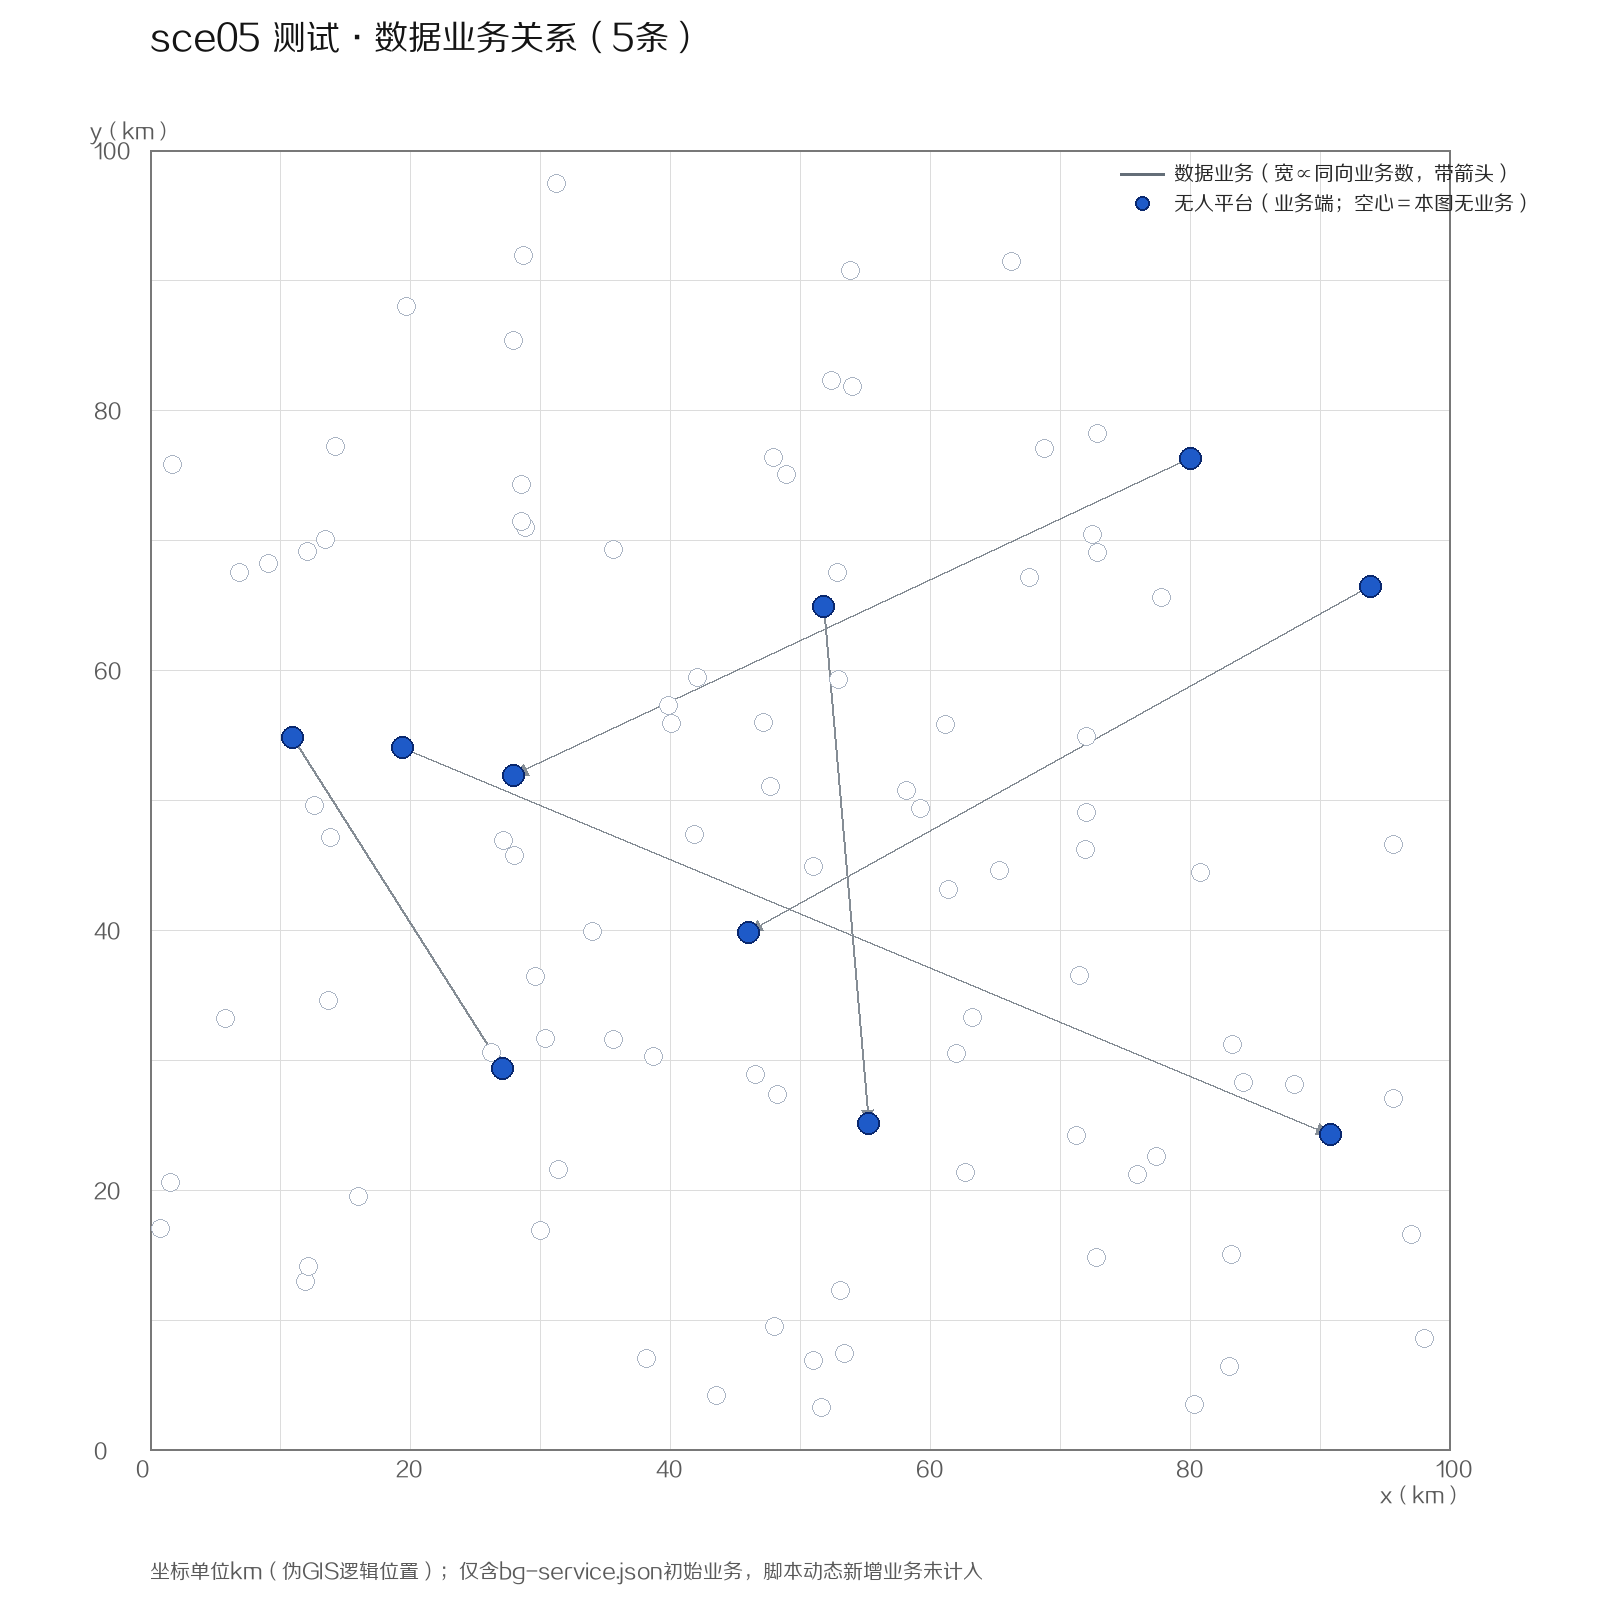 sce05 测试·数据业务关系（5条）
y（km）
100
数据业务（宽∝同向业务数，带箭头）
无人平台（业务端；空心＝本图无业务）
80
60
40
20
0
0 20 40 60 80 100
x（km）
坐标单位km（伪GIS逻辑位置）；仅含bg-service.json初始业务，脚本动态新增业务未计入